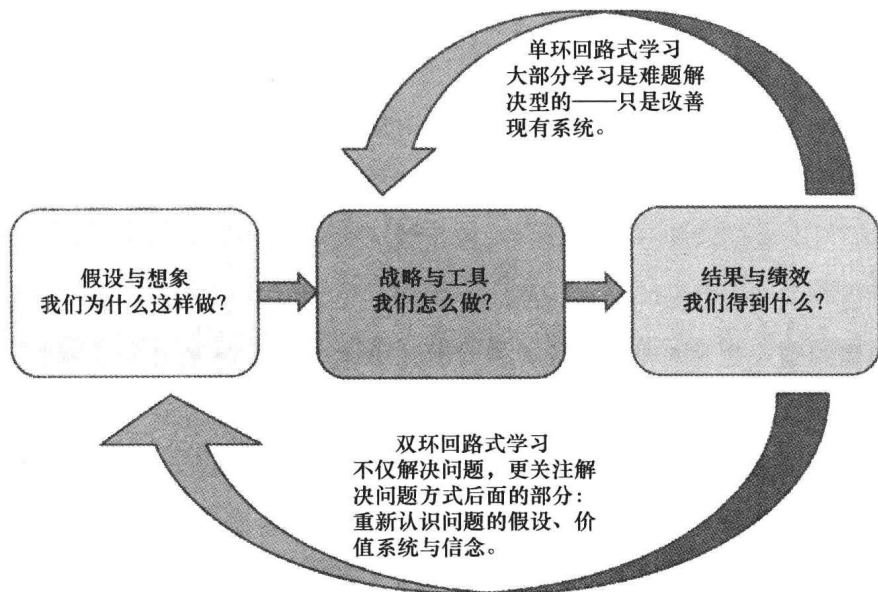 单环回路式学习
大部分学习是难题解
决型的——只是改善
现有系统。
假设与想象
我们为什么这样做？
战略与工具
我们怎么做？
结果与绩效
我们得到什么？
双环回路式学习
不仅解决问题，更关注解
决问题方式后面的部分：
重新认识问题的假设、价
值系统与信念。